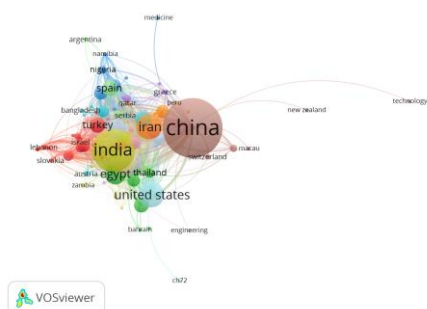 medicine
argentina
namibia
nigeria
greece
spain
qatar
peru
technology
bangladesh
serbia
new zealand
turkey
iran
china
israel
lebanon
india
macau
switzerland
slovakia
austria
egypt
thailand
zambia
united states
bahrain
engineering
ch72
VOSviewer